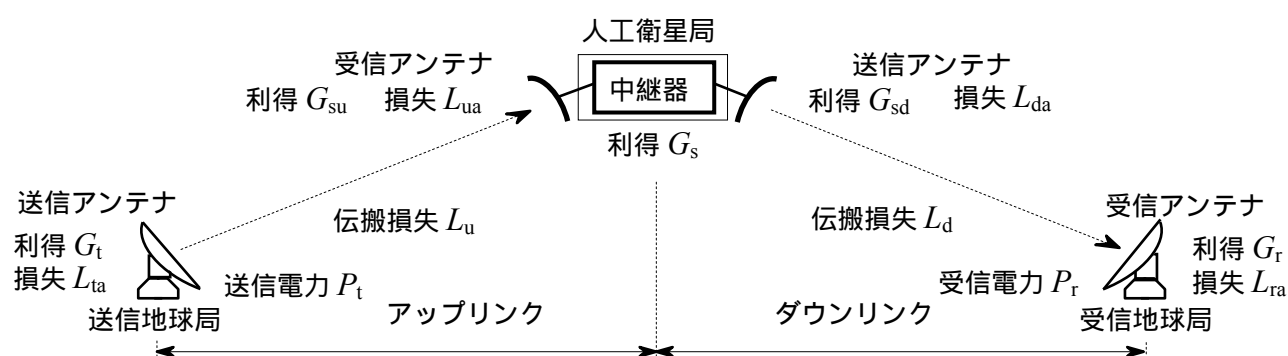 人工衛星局
受信アンテナ
利得 Gsu 損失 Lua
中継器
利得 Gs
送信アンテナ
利得 Gsd 損失 Lda
送信アンテナ
利得 Gt
損失 Lta
送信地球局
送信電力 Pt
伝搬損失 Lu
アップリンク
伝搬損失 Ld
ダウンリンク
受信電力 Pr
受信アンテナ
利得 Gr
損失 Lra
受信地球局